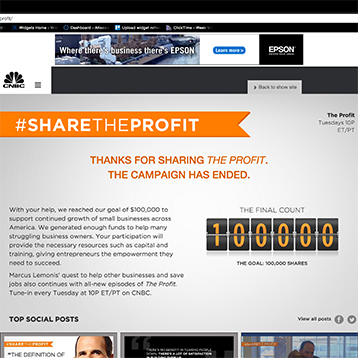 profit/
Widgets Home
Dashboard
Upload widget
ClickTime - Week
Where there's business there's EPSON
Learn more
EPSON
CNBC
Back to show site
#SHARETHEPROFIT
The Profit
Tuesdays 10P
ET/PT
THANKS FOR SHARING THE PROFIT.
THE CAMPAIGN HAS ENDED.
With your help, we reached our goal of $100,000 to
support continued growth of small businesses across
America. We generated enough funds to help many
struggling business owners. Your participation will
provide the necessary resources such as capital and
training, giving entrepreneurs the empowerment they
need to succeed.
Marcus Lemonis' quest to help other businesses and save
jobs also continues with all-new episodes of The Profit.
Tune-in every Tuesday at 10P ET/PT on CNBC.
THE FINAL COUNT
100000
THE GOAL: 100,000 SHARES
TOP SOCIAL POSTS
View all posts
#SHARETHEPROFIT
"THE DEFINITION OF
THERE'S A LOT OF
SATISFACTION
#SHARETHEPROFIT